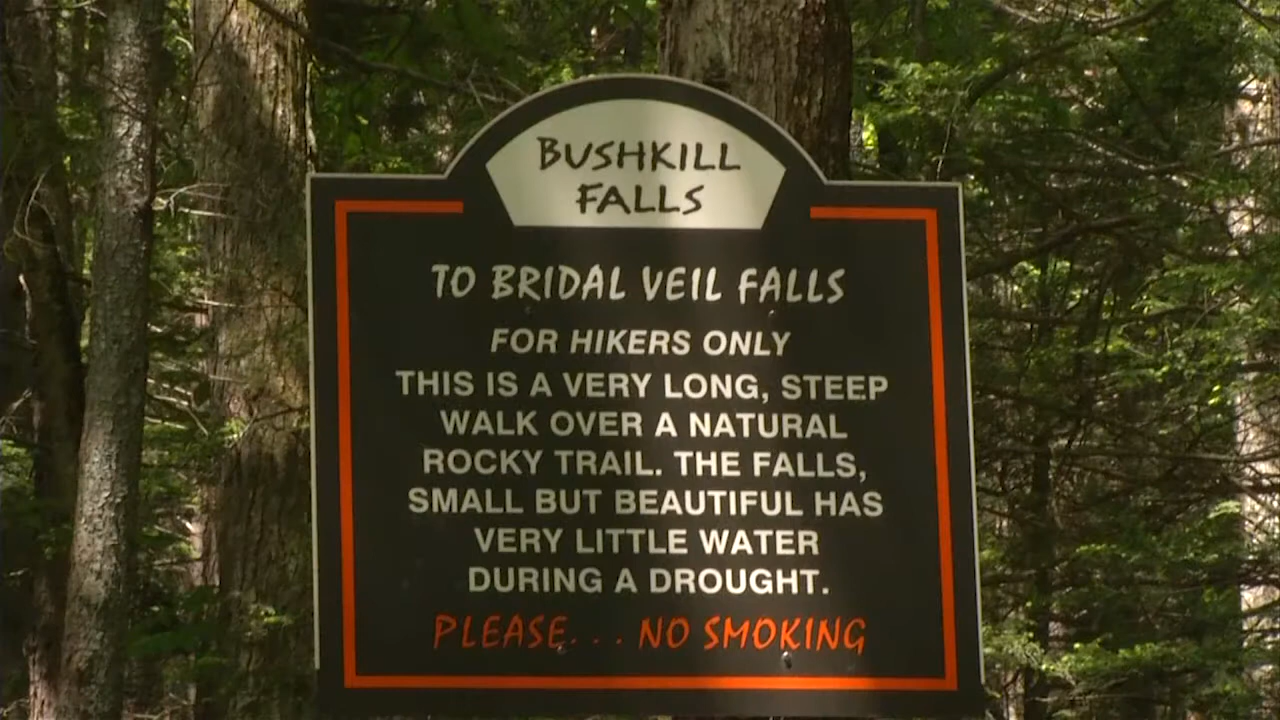 BUSHKILL
FALLS
TO BRIDAL VEIL FALLS
FOR HIKERS ONLY
THIS IS A VERY LONG, STEEP
WALK OVER A NATURAL
ROCKY TRAIL. THE FALLS,
SMALL BUT BEAUTIFUL HAS
VERY LITTLE WATER
DURING A DROUGHT.
PLEASE... NO SMOKING